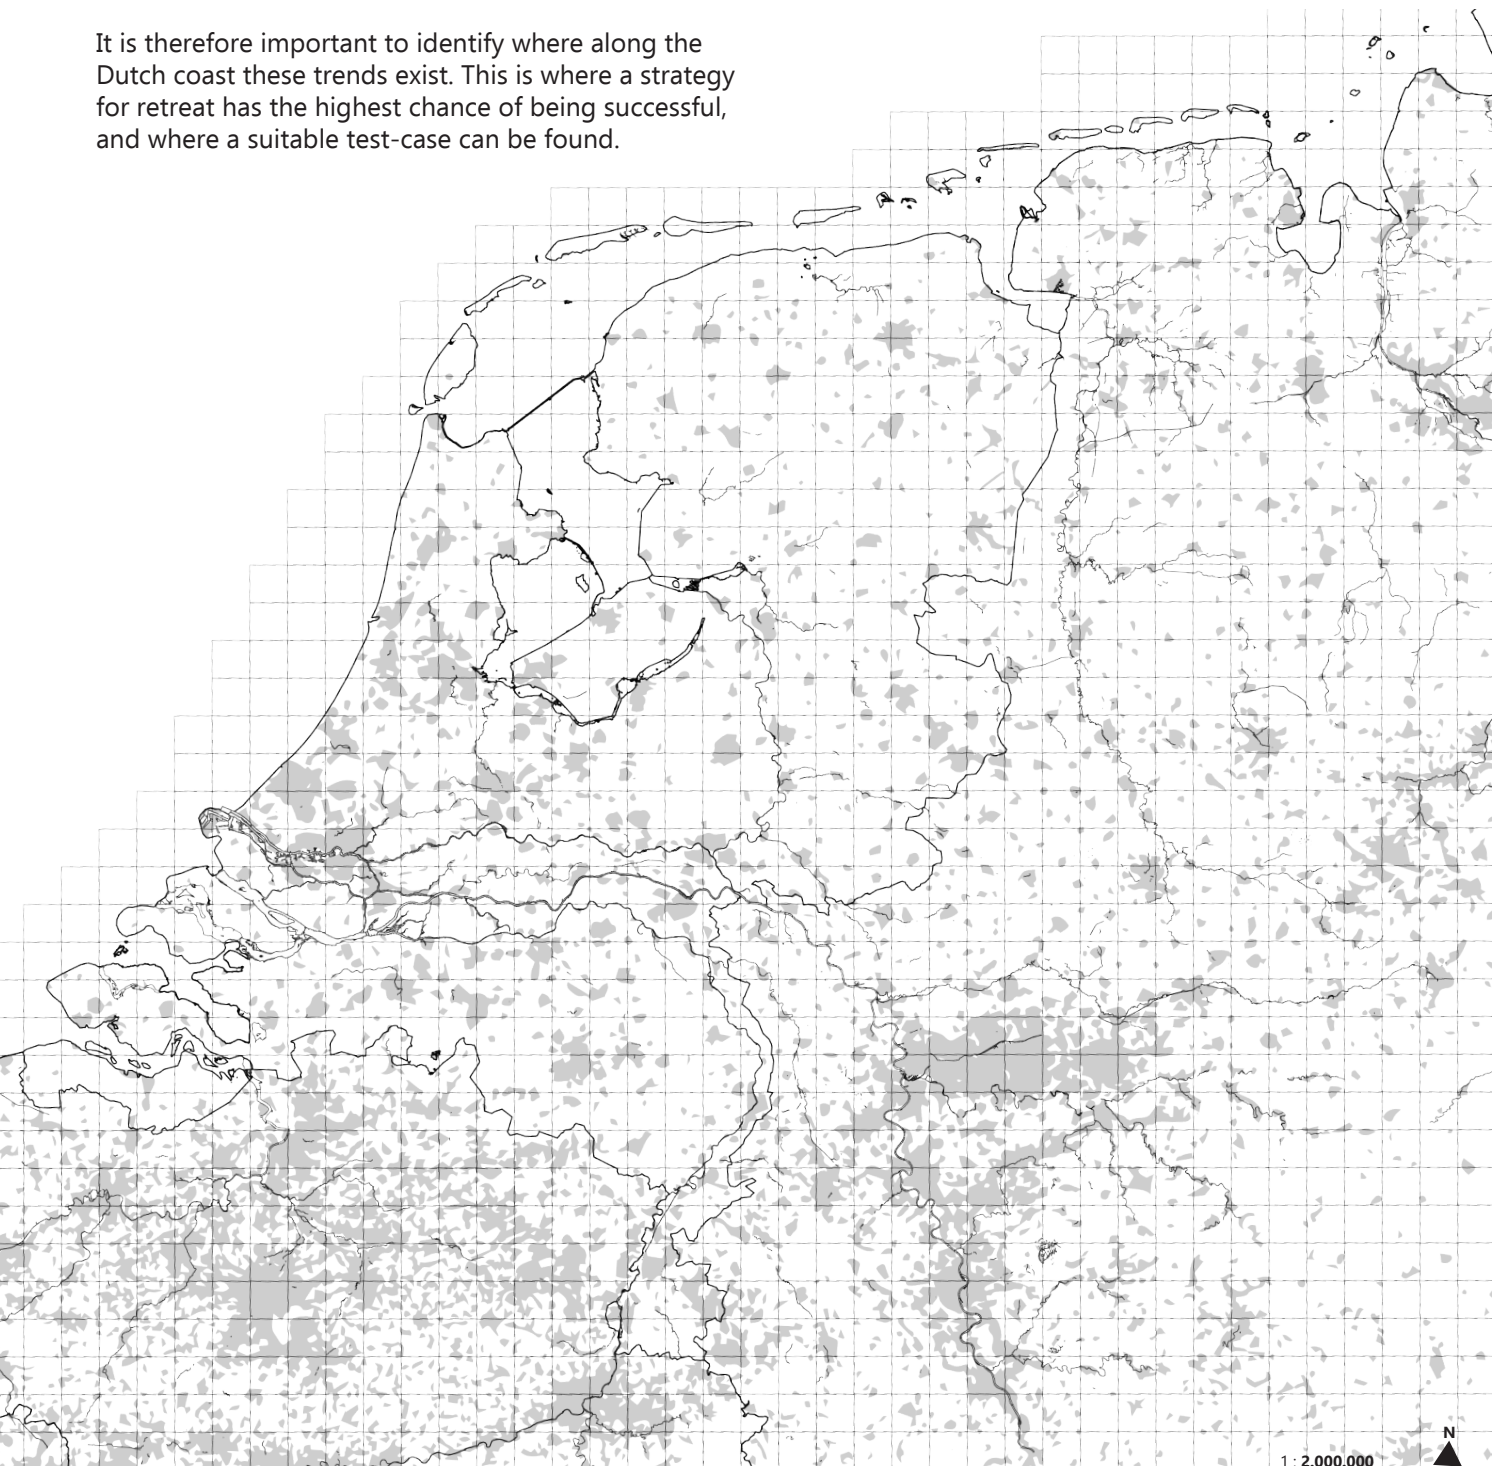 It is therefore important to identify where along the
Dutch coast these trends exist. This is where a strategy
for retreat has the highest chance of being successful,
and where a suitable test-case can be found.
N
1 : 2.000.000